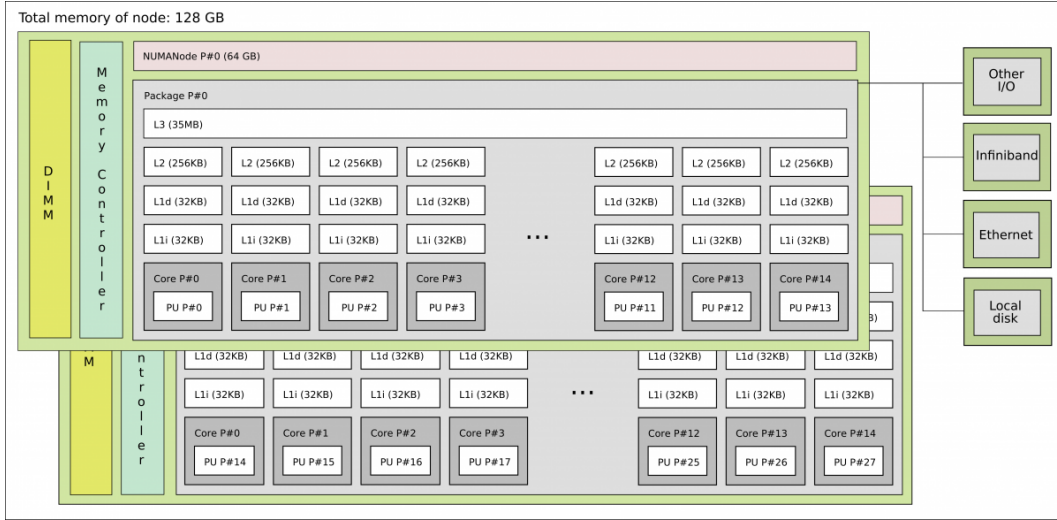 Total memory of node: 128 GB
DIMM
Memory Controller
NUMANode P#0 (64 GB)
Package P#0
L3 (35MB)
L2 (256KB) L2 (256KB) L2 (256KB) L2 (256KB) L2 (256KB) L2 (256KB) L2 (256KB)
L1d (32KB) L1d (32KB) L1d (32KB) L1d (32KB) L1d (32KB) L1d (32KB) L1d (32KB)
L1i (32KB) L1i (32KB) L1i (32KB) L1i (32KB) ... L1i (32KB) L1i (32KB) L1i (32KB)
Core P#0 Core P#1 Core P#2 Core P#3 Core P#12 Core P#13 Core P#14
PU P#0 PU P#1 PU P#2 PU P#3 PU P#11 PU P#12 PU P#13
Other
I/O
Infiniband
Ethernet
Local
disk
M
ntroller
L1d (32KB) L1d (32KB) L1d (32KB) L1d (32KB) L1d (32KB) L1d (32KB) L1d (32KB)
L1i (32KB) L1i (32KB) L1i (32KB) L1i (32KB) ... L1i (32KB) L1i (32KB) L1i (32KB)
Core P#0 Core P#1 Core P#2 Core P#3 Core P#12 Core P#13 Core P#14
PU P#14 PU P#15 PU P#16 PU P#17 PU P#25 PU P#26 PU P#27